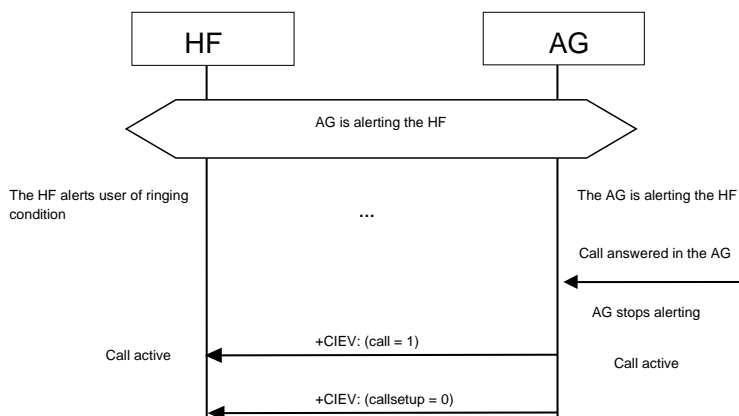 HF
AG
AG is alerting the HF
The HF alerts user of ringing
condition
...
The AG is alerting the HF
Call answered in the AG
AG stops alerting
+CIEV: (call = 1)
Call active
Call active
+CIEV: (callsetup = 0)